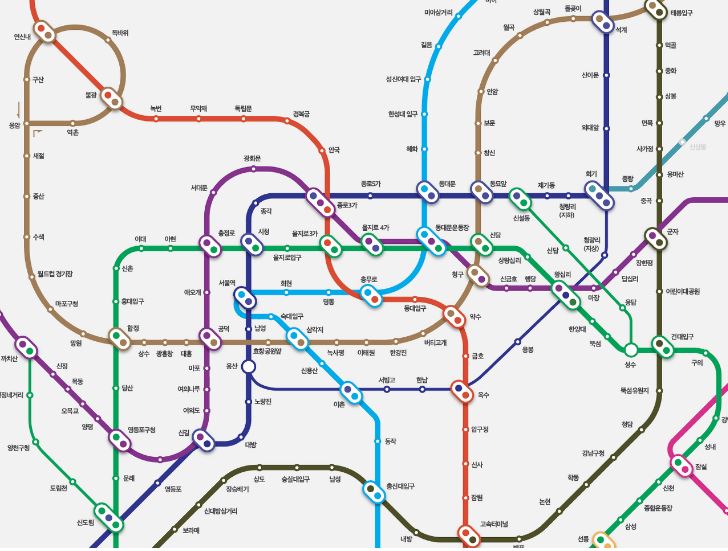 미아삼거리
길음
성신여대 입구
한성대 입구
혜화
상월곡
돌곶이
월곡
고려대
안암
보문
창신
석계
태릉입구
신이문
외대앞
회기
먹골
중화
상봉
면목
사가정
용마산
중곡
군자
중랑
망우
연신내
독바위
구산
불광
응암
역촌
새절
증산
수색
월드컵 경기장
마포구청
망원
녹번
무악재
독립문
경복궁
안국
광화문
서대문
종각
종로3가
종로5가
동대문
동묘앞
신설동
제기동
청량리
(지하)
청량리
(지상)
이대
아현
충정로
시청
을지로입구
을지로3가
을지로 4가
동대문운동장
신당
상왕십리
왕십리
신답
용답
성수
신촌
홍대입구
합정
당산
영등포구청
문래
신도림
애오개
공덕
마포
여의나루
여의도
신길
서울역
회현
명동
충무로
숙대입구
남영
삼각지
효창공원앞
신용산
용산
이촌
노량진
대방
동대입구
약수
청구
신금호
행당
마장
답십리
장한평
어린이대공원
건대입구
구의
뚝섬유원지
한양대
뚝섬
금호
옥수
응봉
상수
광흥창
대흥
녹사평
이태원
한강진
버티고개
서빙고
한남
압구정
신사
잠원
고속터미널
까치산
신정
목동
오목교
양평
양천구청
도림천
영등포
보라매
신대방삼거리
장승배기
상도
숭실대입구
남성
총신대입구
동작
내방
논현
학동
강남구청
청담
성내
잠실
신천
종합운동장
삼성
선릉